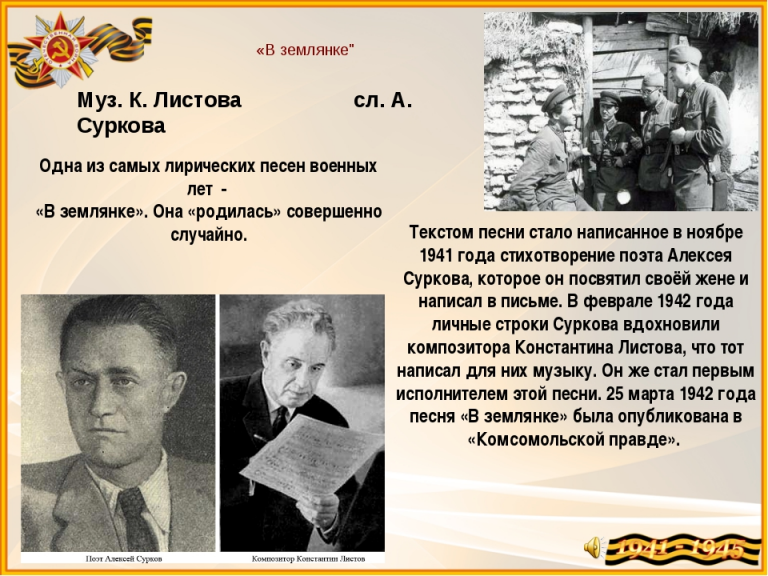 «В землянке"
Муз. К. Листова сл. А.
Суркова
Одна из самых лирических песен военных
лет -
«В землянке». Она «родилась» совершенно
случайно.
Текстом песни стало написанное в ноябре
1941 года стихотворение поэта Алексея
Суркова, которое он посвятил своёй жене и
написал в письме. В феврале 1942 года
личные строки Суркова вдохновили
композитора Константина Листова, что тот
написал для них музыку. Он же стал первым
исполнителем этой песни. 25 марта 1942 года
песня «В землянке» была опубликована в
«Комсомольской правде».
Поэт Алексей Сурков
Композитор Константин Листов
1941 - 1945